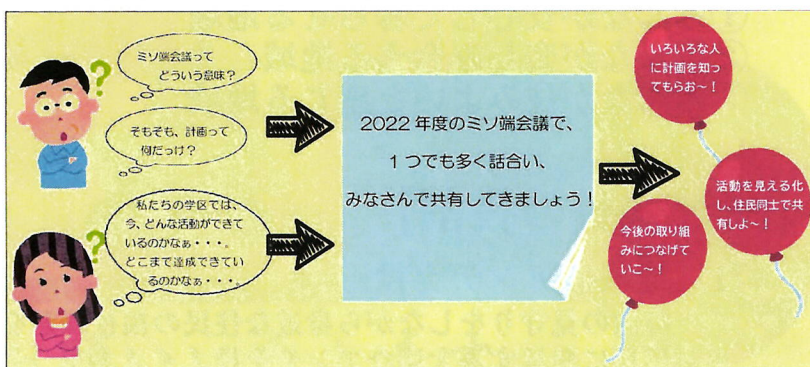 ミソ端会議って
どういう意味?
そもそも、計画って
何だっけ?
私たちの学区では、
今、どんな活動ができて
いるのかなぁ・・・。
どこまで達成できてい
るのかなぁ・・・。
2022年度のミソ端会議で、
1つでも多く話合い、
みなさんで共有してきましょう!
いろいろな人
に計画を知っ
てもらお~!
活動を見える化
し、住民同士で共
有しよ~!
今後の取り組
みにつなげて
いこ~!